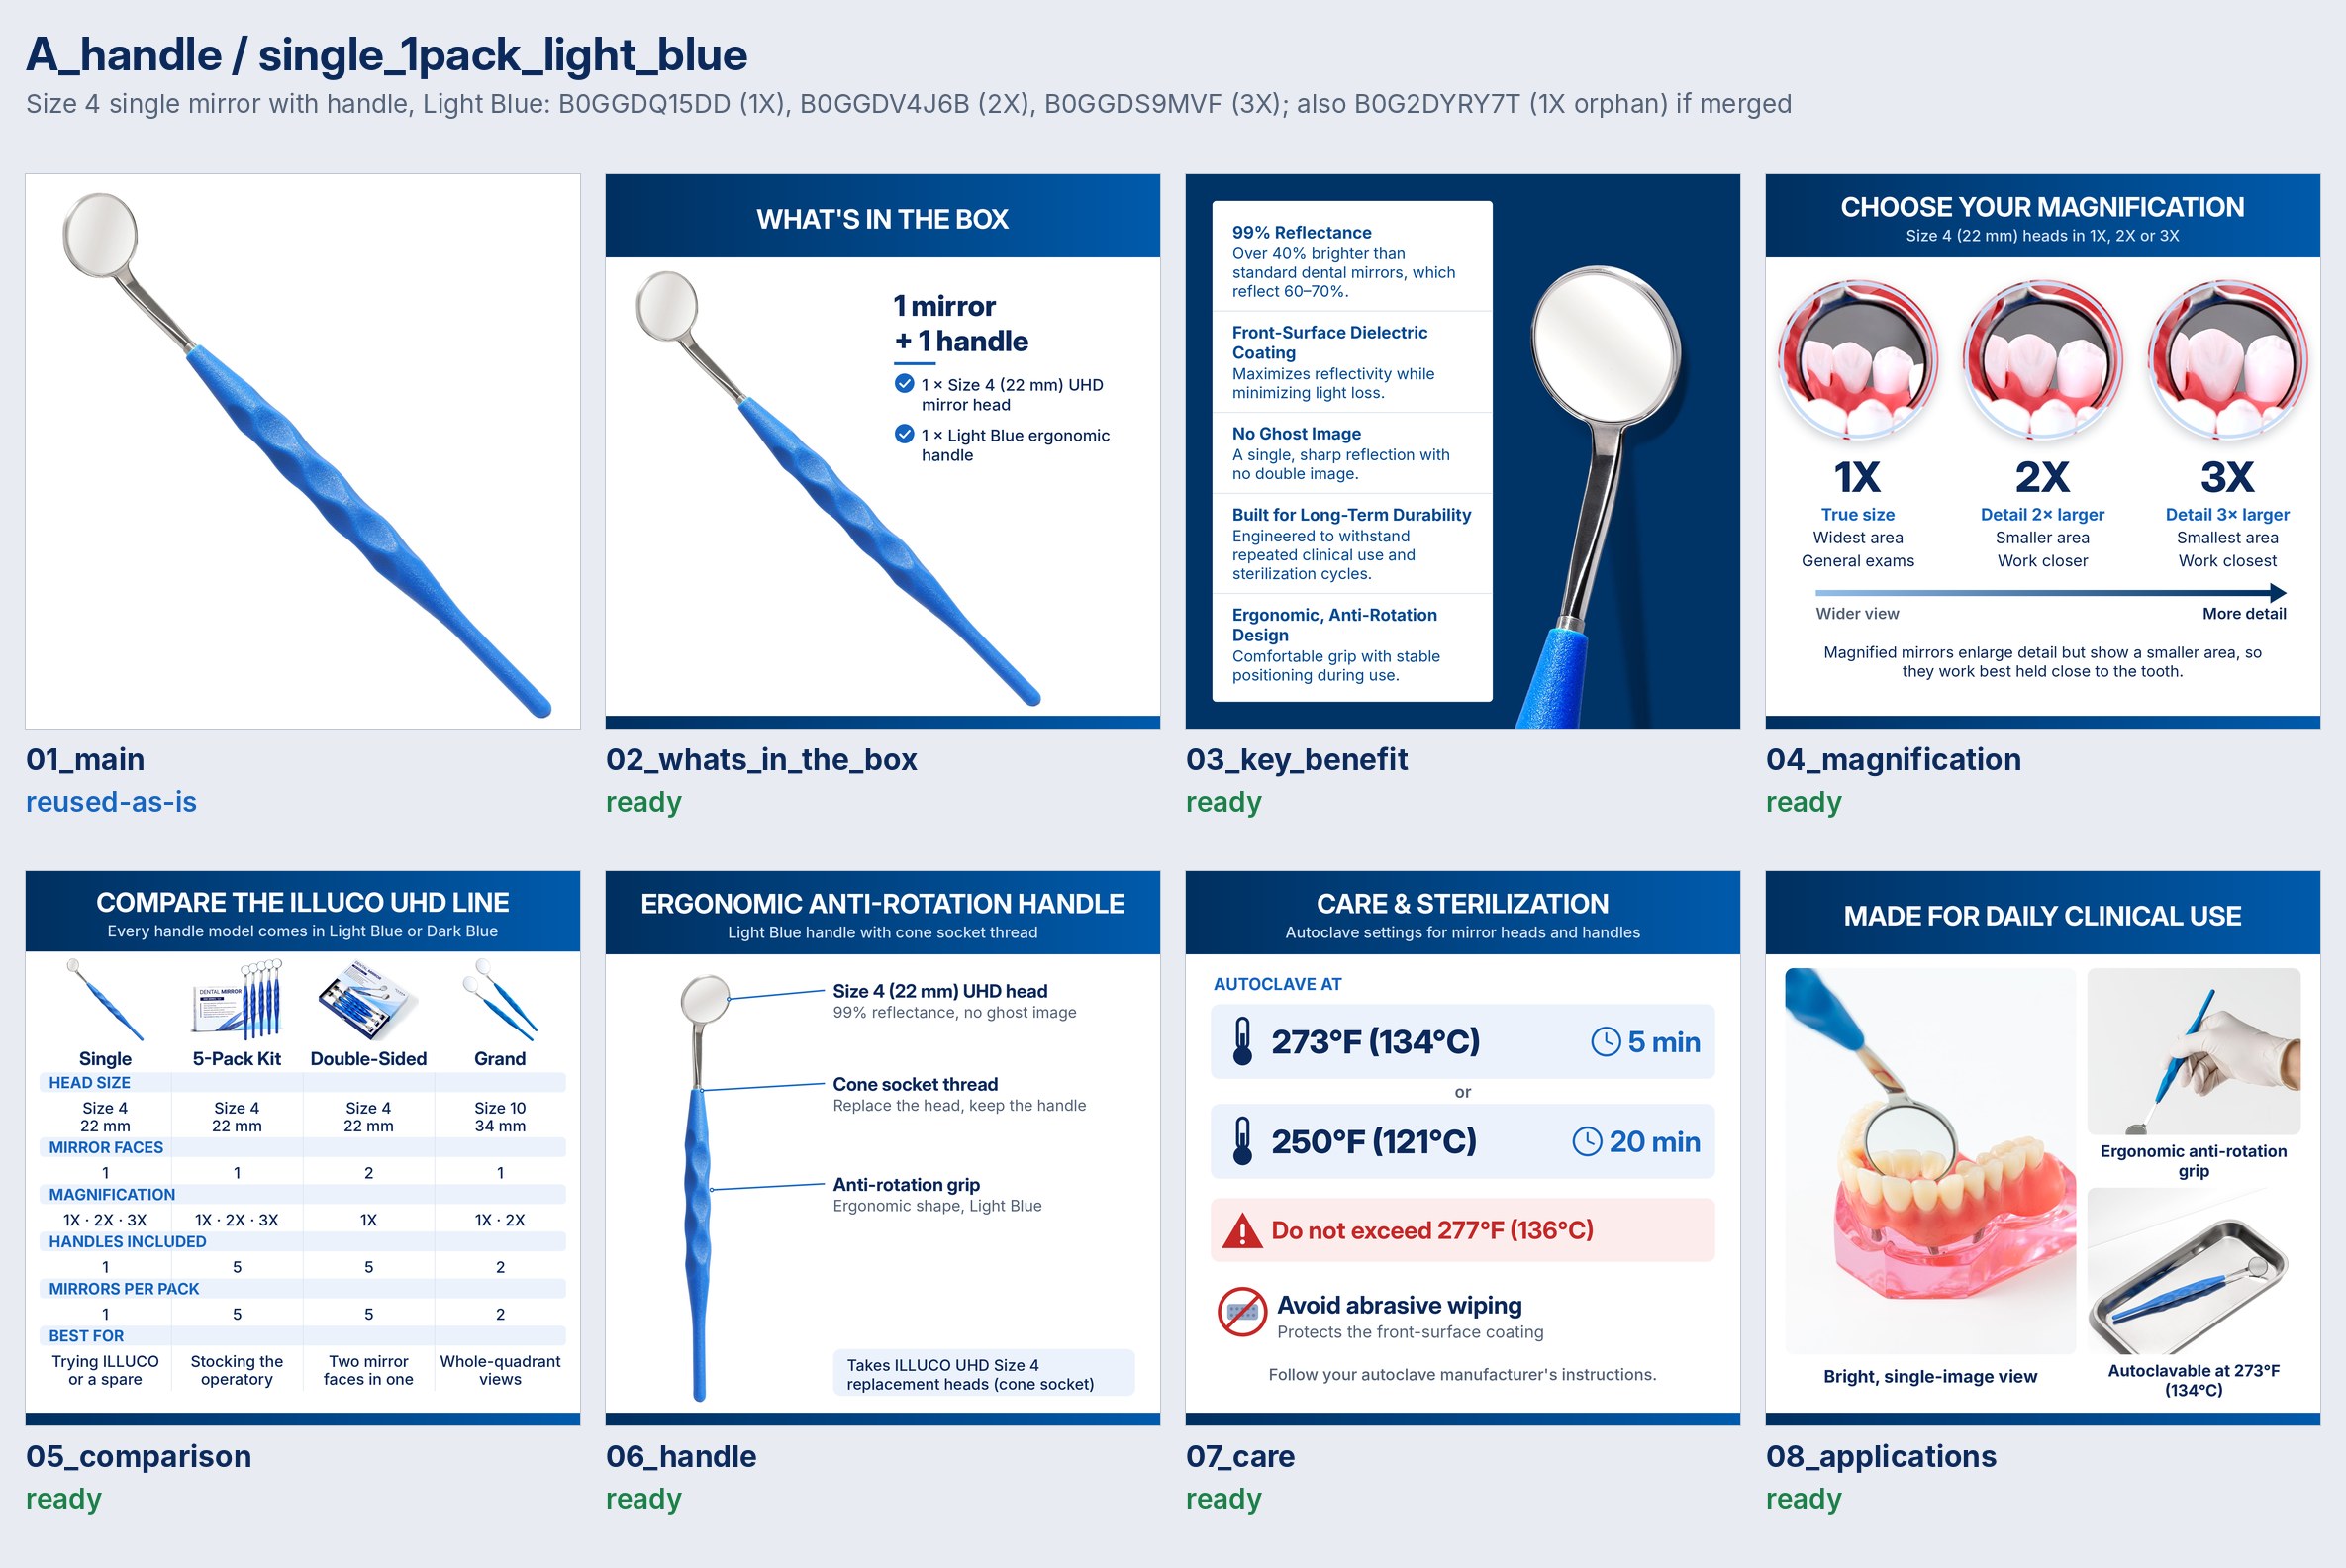 A_handle / single_1pack_light_blue
Size 4 single mirror with handle, Light Blue: B0GGDQ15DD (1X), B0GGDV4J6B (2X), B0GGDS9MVF (3X); also B0G2DYRY7T (1X orphan) if merged
01_main
reused-as-is
WHAT'S IN THE BOX
1 mirror
+ 1 handle
1 × Size 4 (22 mm) UHD
mirror head
1 × Light Blue ergonomic
handle
02_whats_in_the_box
ready
99% Reflectance
Over 40% brighter than
standard dental mirrors, which
reflect 60–70%.
Front-Surface Dielectric
Coating
Maximizes reflectivity while
minimizing light loss.
No Ghost Image
A single, sharp reflection with
no double image.
Built for Long-Term Durability
Engineered to withstand
repeated clinical use and
sterilization cycles.
Ergonomic, Anti-Rotation
Design
Comfortable grip with stable
positioning during use.
03_key_benefit
ready
CHOOSE YOUR MAGNIFICATION
Size 4 (22 mm) heads in 1X, 2X or 3X
1X 2X 3X
True size Detail 2× larger Detail 3× larger
Widest area Smaller area Smallest area
General exams Work closer Work closest
Wider view More detail
Magnified mirrors enlarge detail but show a smaller area, so
they work best held close to the tooth.
04_magnification
ready
COMPARE THE ILLUCO UHD LINE
Every handle model comes in Light Blue or Dark Blue
DENTAL MIRROR
Single 5-Pack Kit Double-Sided Grand
HEAD SIZE
Size 4 Size 4 Size 4 Size 10
22 mm 22 mm 22 mm 34 mm
MIRROR FACES
1 1 2 1
MAGNIFICATION
1X · 2X · 3X 1X · 2X · 3X 1X 1X · 2X
HANDLES INCLUDED
1 5 5 2
MIRRORS PER PACK
1 5 5 2
BEST FOR
Trying ILLUCO Stocking the Two mirror Whole-quadrant
or a spare operatory faces in one views
05_comparison
ready
ERGONOMIC ANTI-ROTATION HANDLE
Light Blue handle with cone socket thread
Size 4 (22 mm) UHD head
99% reflectance, no ghost image
Cone socket thread
Replace the head, keep the handle
Anti-rotation grip
Ergonomic shape, Light Blue
Takes ILLUCO UHD Size 4
replacement heads (cone socket)
06_handle
ready
CARE & STERILIZATION
Autoclave settings for mirror heads and handles
AUTOCLAVE AT
273°F (134°C) 5 min
or
250°F (121°C) 20 min
Do not exceed 277°F (136°C)
Avoid abrasive wiping
Protects the front-surface coating
Follow your autoclave manufacturer's instructions.
07_care
ready
MADE FOR DAILY CLINICAL USE
Ergonomic anti-rotation
grip
Bright, single-image view
Autoclavable at 273°F
(134°C)
08_applications
ready